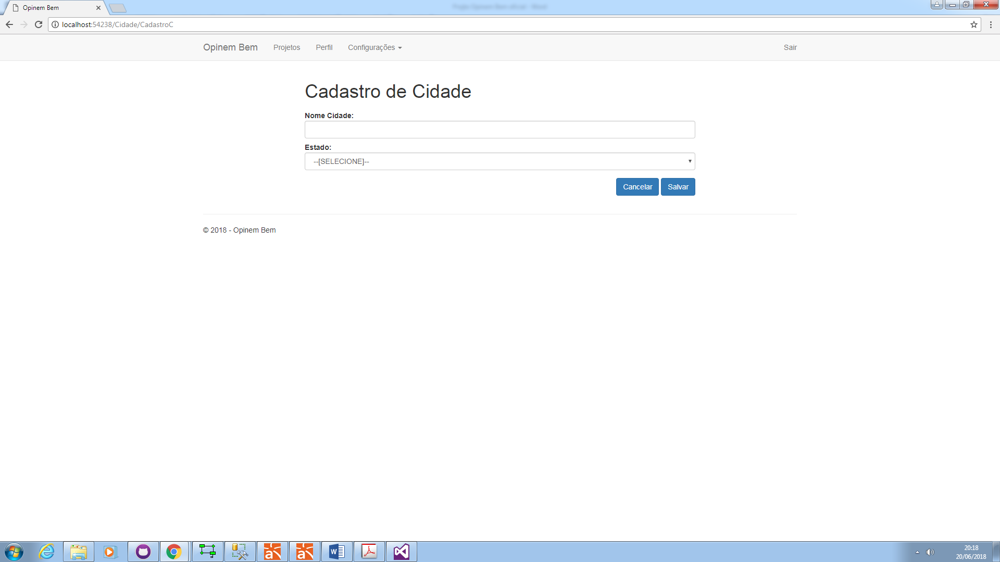 Opinem Bem
localhost:54238/Cidade/CadastroC
Opinem Bem Projetos Perfil Configurações Sair
Cadastro de Cidade
Nome Cidade:
Estado:
--[SELECIONE]--
Cancelar Salvar
© 2018 - Opinem Bem
20:18
20/06/2018